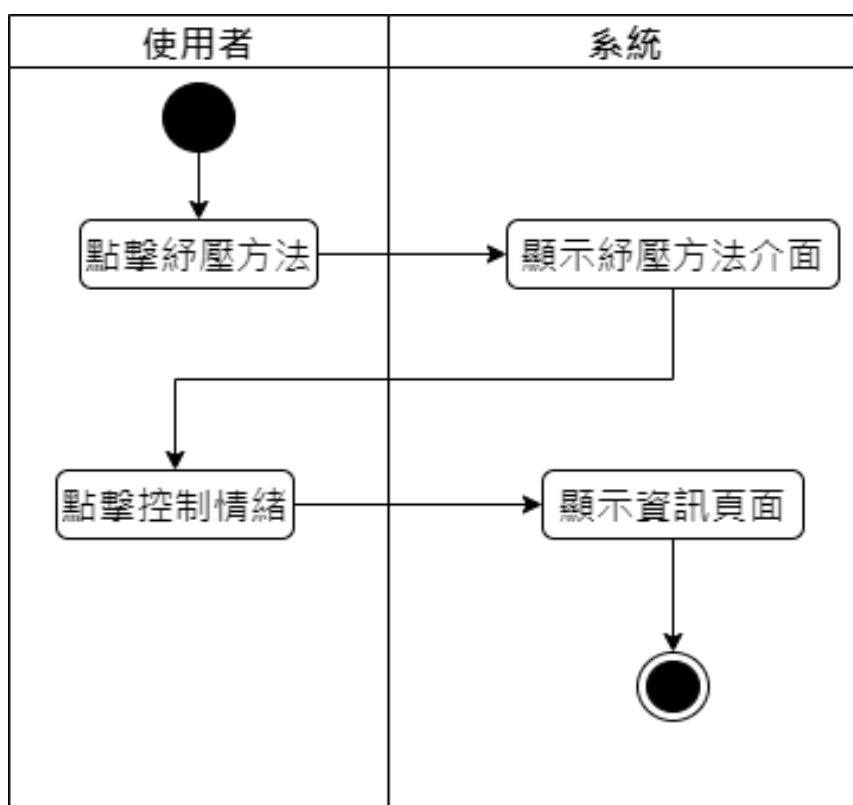 使用者
系統
點擊紓壓方法
顯示紓壓方法介面
點擊控制情緒
顯示資訊頁面